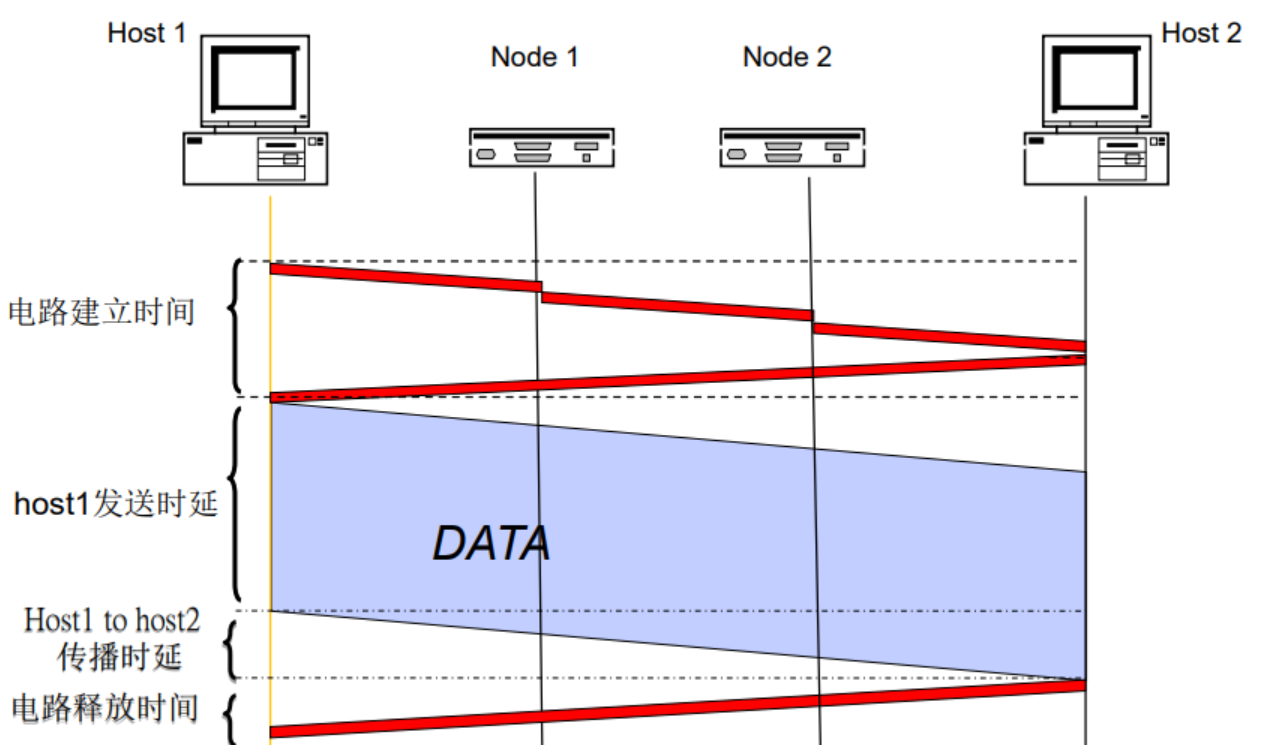 Host 1
Host 2
Node 1
Node 2
电路建立时间
host1发送时延
DATA
Host1 to host2
传播时延
电路释放时间